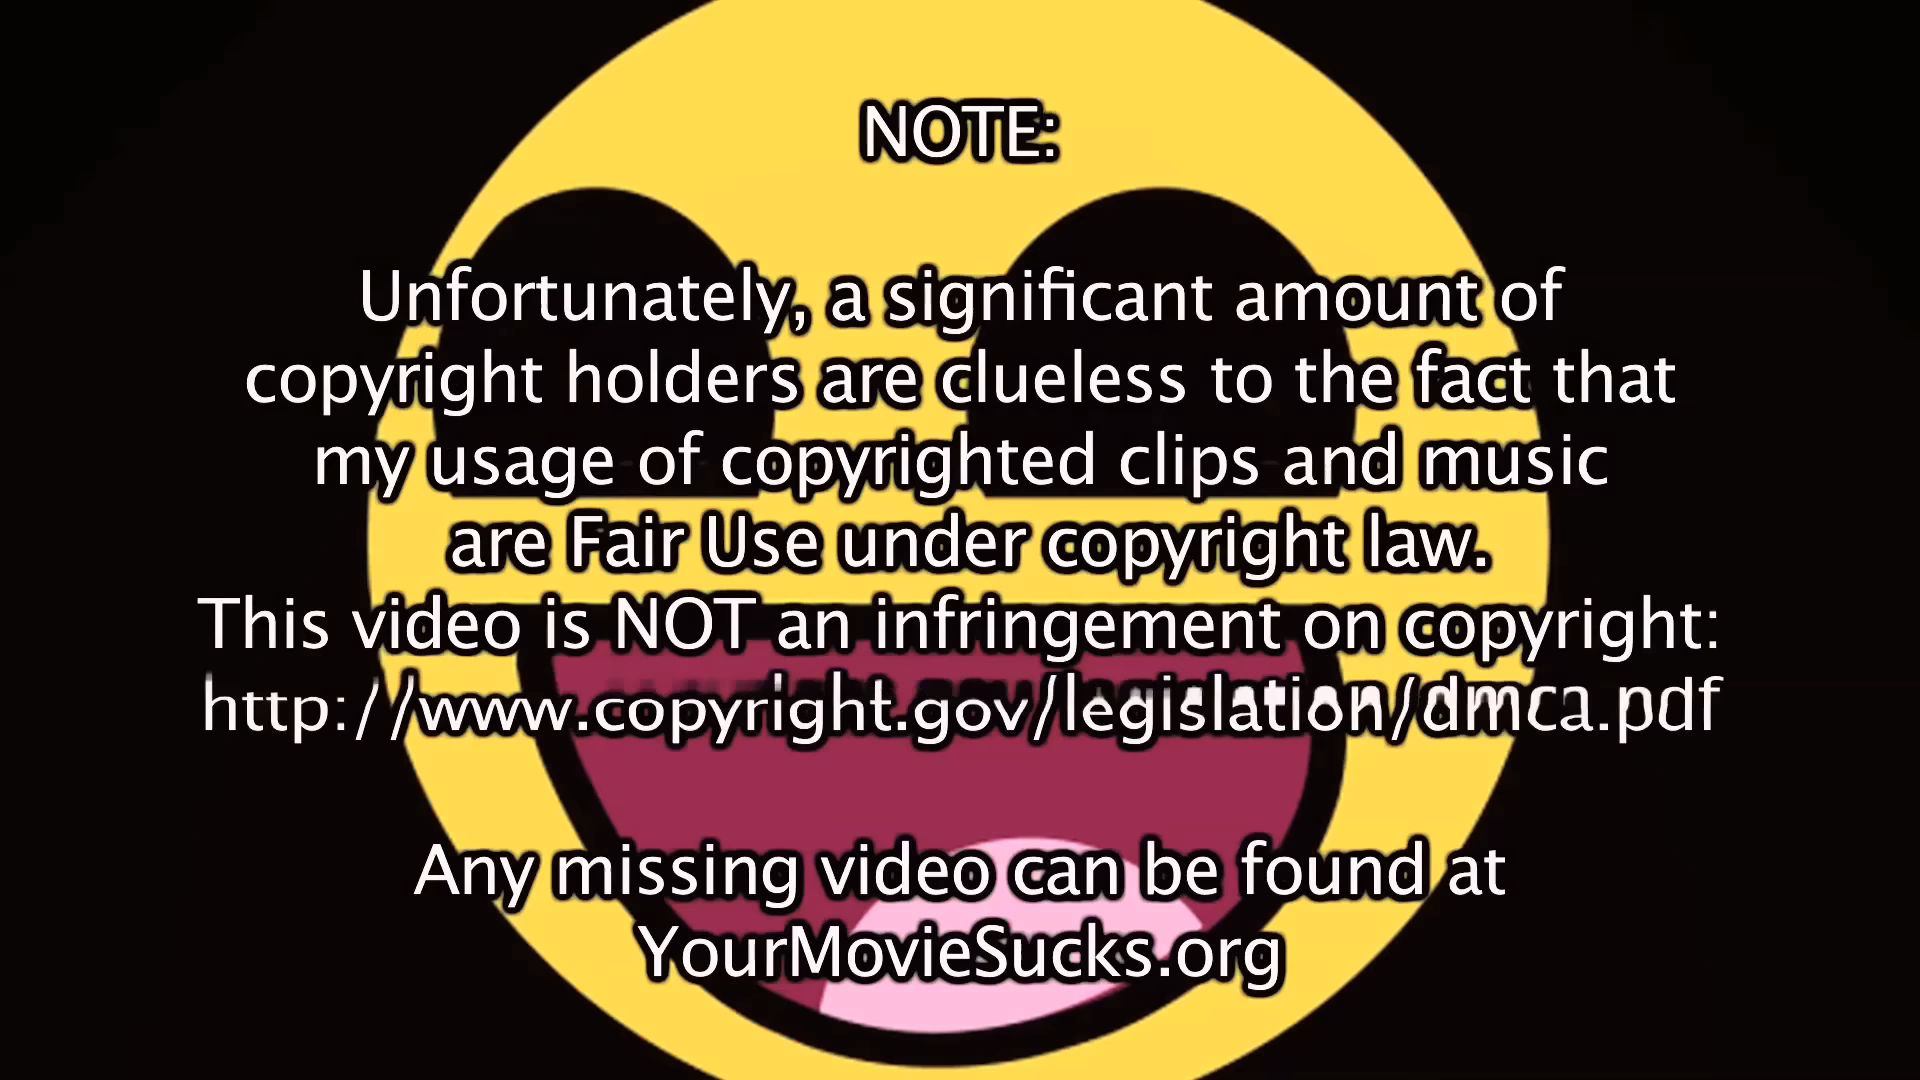 NOTE:
Unfortunately, a significant amount of
copyright holders are clueless to the fact that
my usage of copyrighted clips and music
are Fair Use under copyright law.
This video is NOT an infringement on copyright:
http://www.copyright.gov/legislation/dmca.pdf
Any missing video can be found at
YourMovieSucks.org